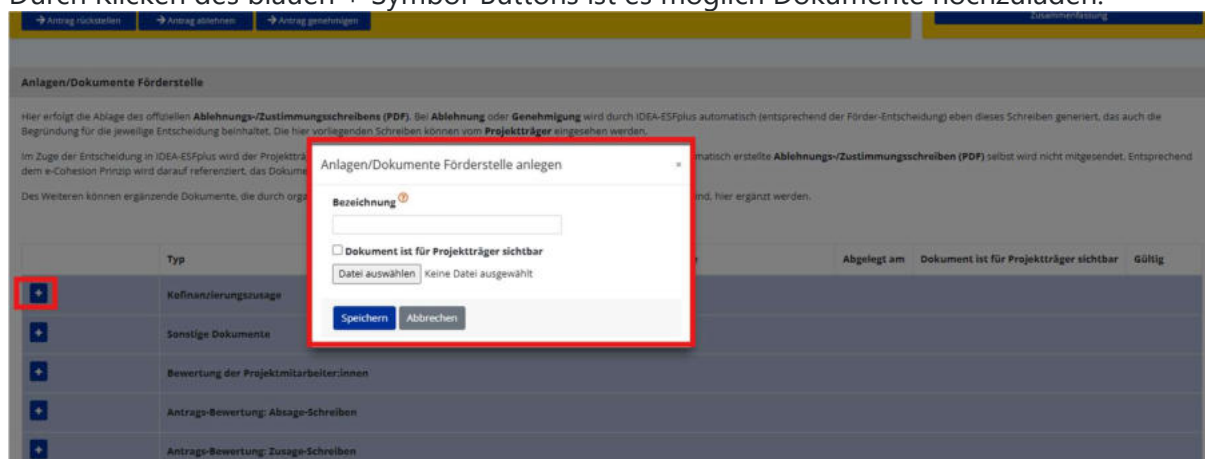 Durch Klicken des blauen + Symbol Buttons ist es möglich Dokumente hochzuladen.
→ Antrag rückstellen → Antrag ablehnen → Antrag genehmigen
Zusammenfassung
Anlagen/Dokumente Förderstelle
Hier erfolgt die Ablage des offiziellen Ablehnungs-/Zustimmungsschreibens (PDF). Bei Ablehnung oder Genehmigung wird durch IDEA-ESFplus automatisch (entsprechend der Förder-Entscheidung) eben dieses Schreiben generiert, das auch die
Begründung für die jeweilige Entscheidung beinhaltet. Die hier vorliegenden Schreiben können vom Projektträger eingesehen werden.
Im Zuge der Entscheidung in IDEA-ESFplus wird der Projektträ matisch erstellte Ablehnungs-/Zustimmungsschreiben (PDF) selbst wird nicht mitgesendet. Entsprechend
dem e-Cohesion Prinzip wird darauf referenziert, das Dokume
Des Weiteren können ergänzende Dokumente, die durch orga nd, hier ergänzt werden.
Anlagen/Dokumente Förderstelle anlegen ×
Bezeichnung ?
Dokument ist für Projektträger sichtbar
Datei auswählen Keine Datei ausgewählt
Speichern Abbrechen
Typ Abgelegt am Dokument ist für Projektträger sichtbar Gültig
+ Kofinanzierungszusage
+ Sonstige Dokumente
+ Bewertung der Projektmitarbeiter:innen
+ Antrags-Bewertung: Absage-Schreiben
+ Antrags-Bewertung: Zusage-Schreiben